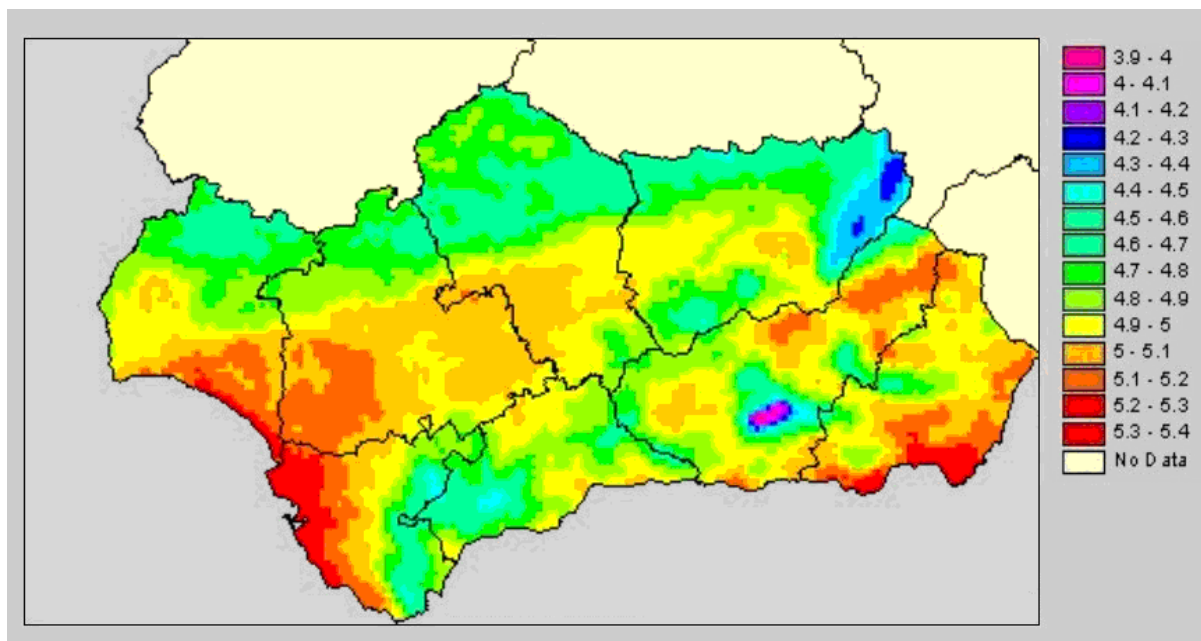 3.9 - 4
4 - 4.1
4.1 - 4.2
4.2 - 4.3
4.3 - 4.4
4.4 - 4.5
4.5 - 4.6
4.6 - 4.7
4.7 - 4.8
4.8 - 4.9
4.9 - 5
5 - 5.1
5.1 - 5.2
5.2 - 5.3
5.3 - 5.4
No Data